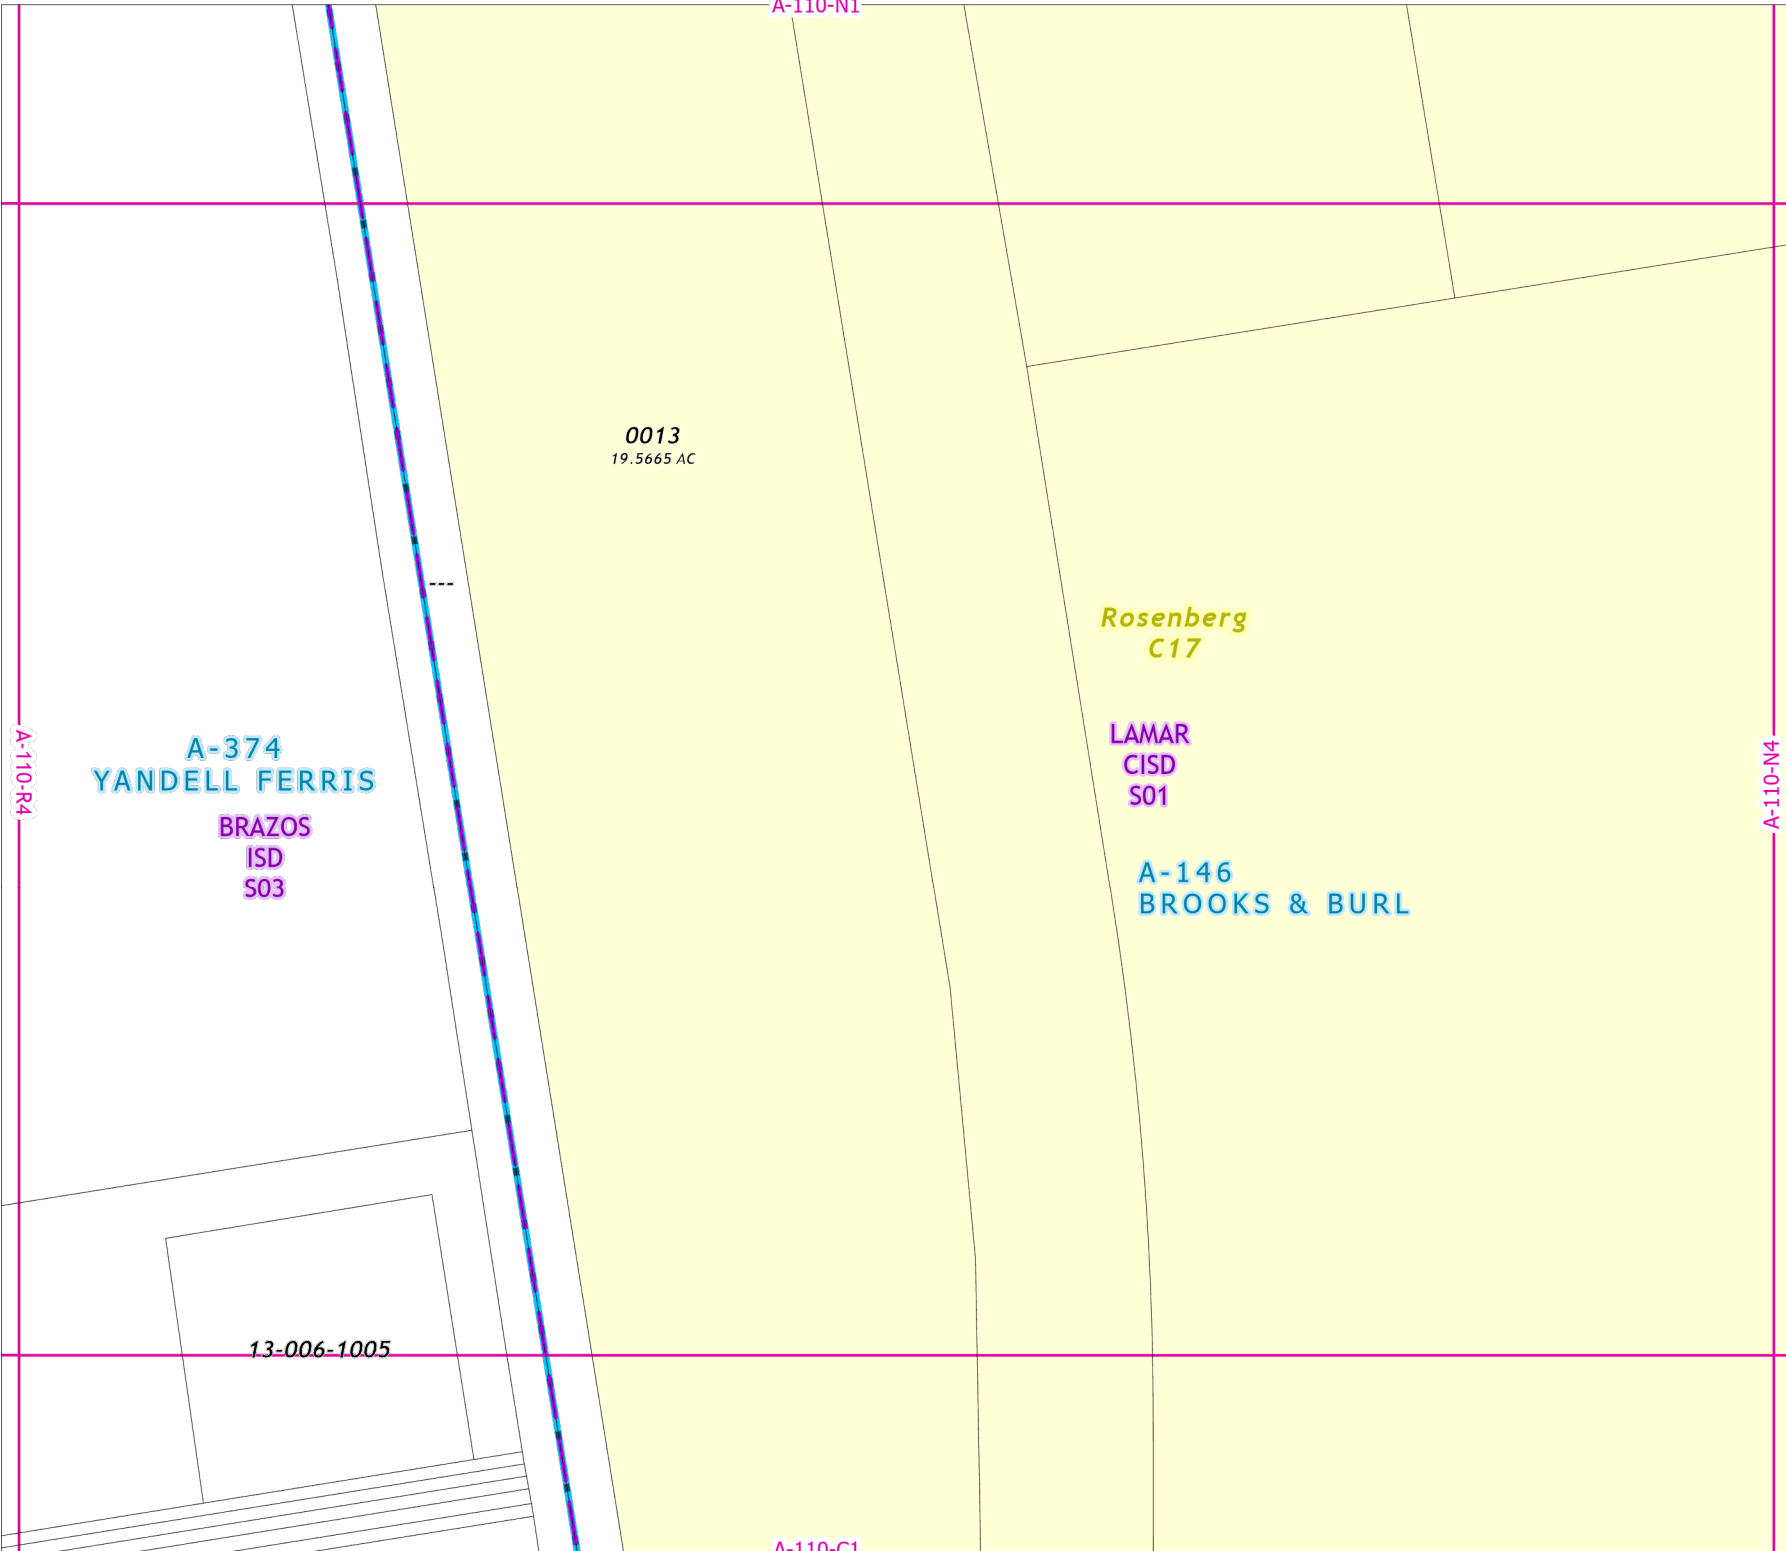 A-110-N1
0013
19.5665 AC
---
Rosenberg
C17
A-110-R4
A-374
YANDELL FERRIS
BRAZOS
ISD
S03
LAMAR
CISD
S01
A-110-N4
A-146
BROOKS & BURL
13-006-1005
A-110-C1